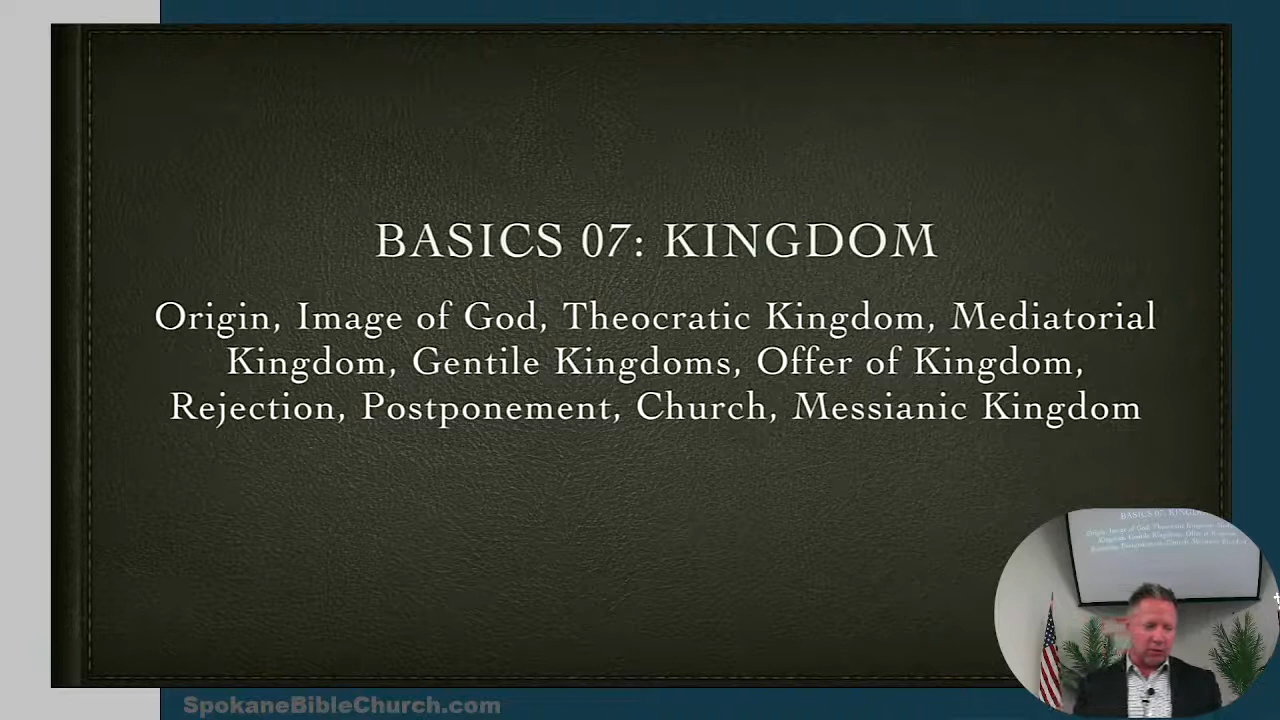 BASICS 07: KINGDOM
Origin, Image of God, Theocratic Kingdom, Mediatorial
Kingdom, Gentile Kingdoms, Offer of Kingdom,
Rejection, Postponement, Church, Messianic Kingdom
SpokaneBibleChurch.com